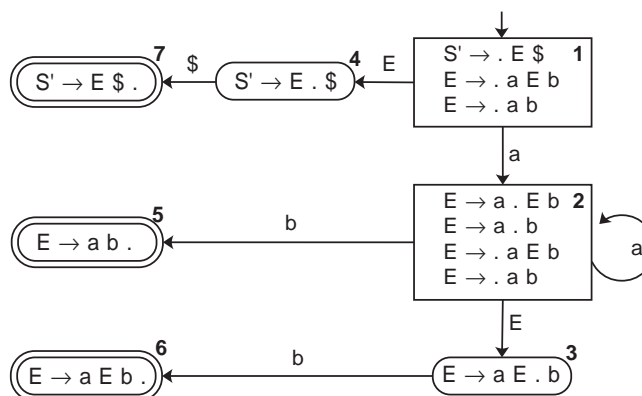 7
S' → E $ .
$
4
S' → E . $
E
1
S' → . E $
E → . a E b
E → . a b
a
5
E → a b .
b
2
E → a . E b
E → a . b
E → . a E b
E → . a b
a
E
6
E → a E b .
b
3
E → a E . b